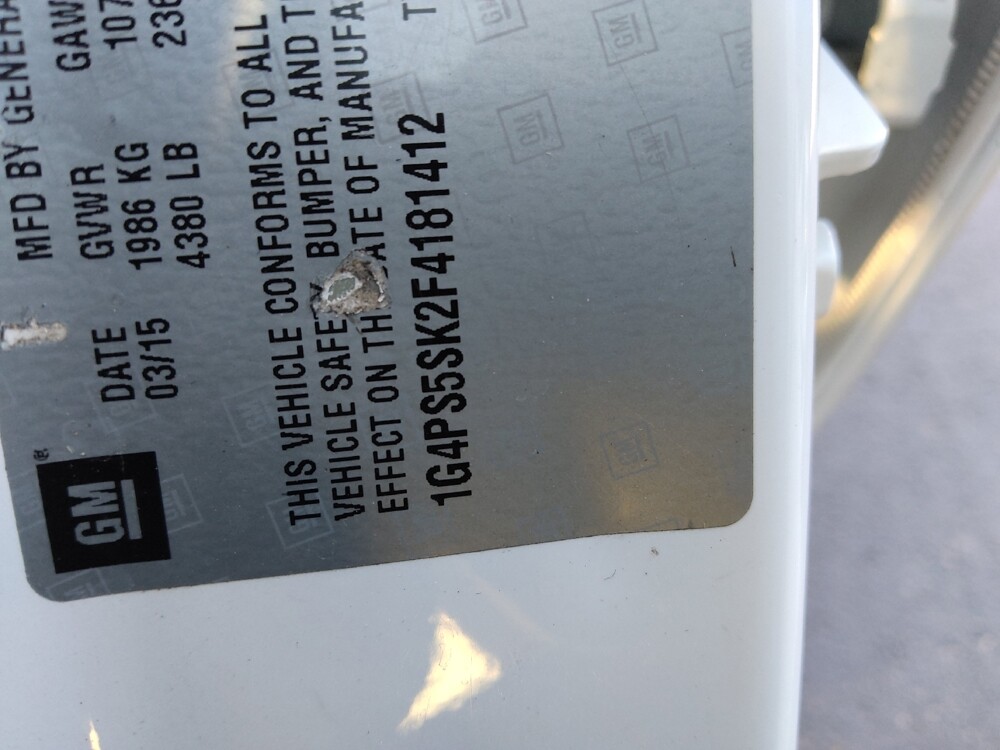 GM®
MFD BY GENERA
DATE GVWR GAW
03/15 1986 KG 107
4380 LB 236
THIS VEHICLE CONFORMS TO ALL
VEHICLE SAFETY BUMPER, AND T
EFFECT ON TH ATE OF MANUFA
1G4PS5SK2F4181412 T